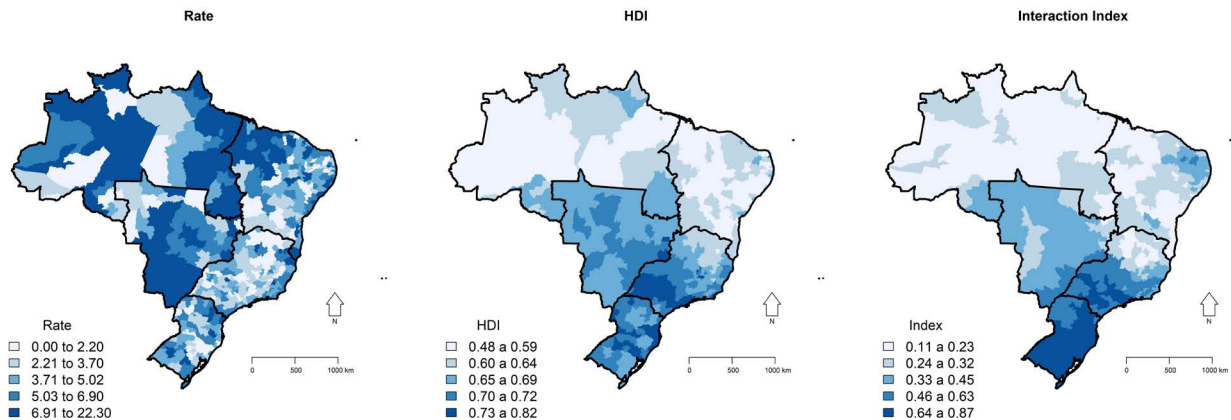 Rate
HDI
Interaction Index
N
Rate
0.00 to 2.20
2.21 to 3.70
3.71 to 5.02
5.03 to 6.90
6.91 to 22.30
0
500
1000 km
N
HDI
0.48 a 0.59
0.60 a 0.64
0.65 a 0.69
0.70 a 0.72
0.73 a 0.82
0
500
1000 km
N
Index
0.11 a 0.23
0.24 a 0.32
0.33 a 0.45
0.46 a 0.63
0.64 a 0.87
0
500
1000 km